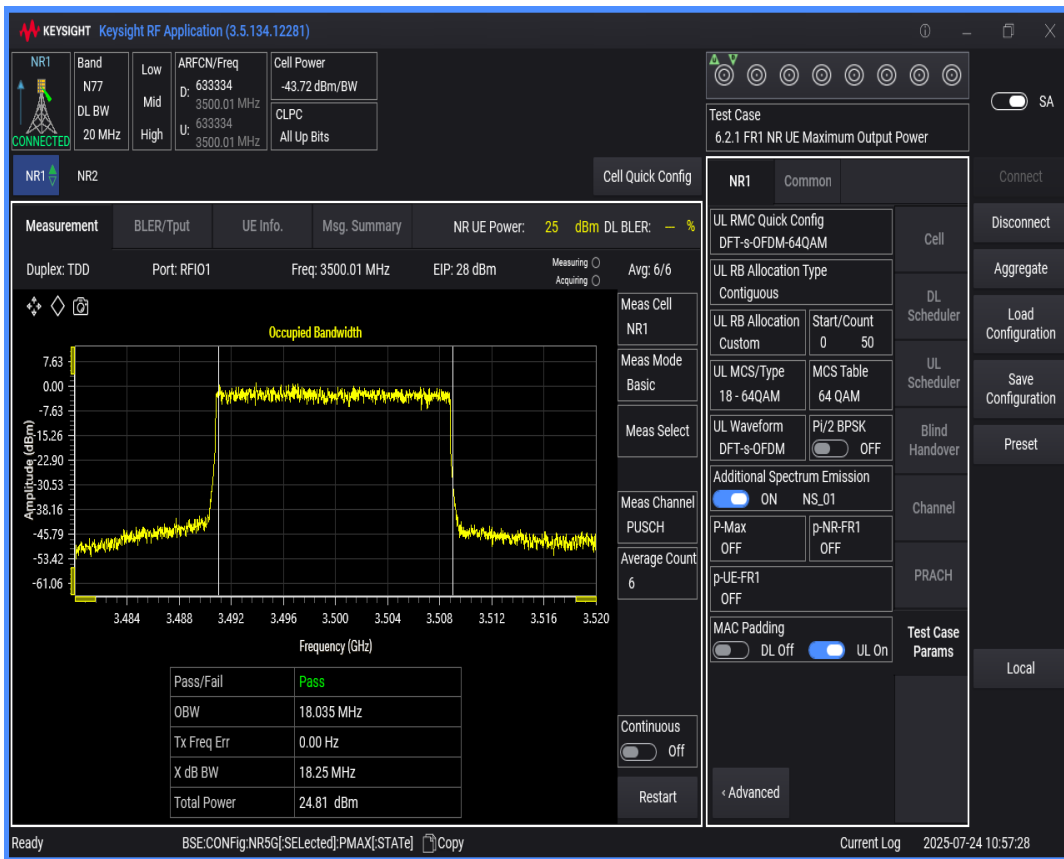 KEYSIGHT Keysight RF Application (3.5.134.12281)
NR1
CONNECTED
Band
N77
DL BW
20 MHz
Low
Mid
High
ARFCN/Freq
D: 633334
3500.01 MHz
U: 633334
3500.01 MHz
Cell Power
-43.72 dBm/BW
CLPC
All Up Bits
Test Case
6.2.1 FR1 NR UE Maximum Output Power
SA
NR1 NR2
Cell Quick Config
Measurement BLER/Tput UE Info. Msg. Summary NR UE Power: 25 dBm DL BLER: -- %
Duplex: TDD Port: RFIO1 Freq: 3500.01 MHz EIP: 28 dBm Measuring Avg: 6/6
Acquiring
Occupied Bandwidth
Amplitude (dBm)
7.63
0.00
-7.63
-15.26
-22.90
-30.53
-38.16
-45.79
-53.42
-61.06
3.484 3.488 3.492 3.496 3.500 3.504 3.508 3.512 3.516 3.520
Frequency (GHz)
Pass/Fail Pass
OBW 18.035 MHz
Tx Freq Err 0.00 Hz
X dB BW 18.25 MHz
Total Power 24.81 dBm
Meas Cell
NR1
Meas Mode
Basic
Meas Select
Meas Channel
PUSCH
Average Count
6
Continuous
Off
Restart
NR1 Common
UL RMC Quick Config
DFT-s-OFDM-64QAM
UL RB Allocation Type
Contiguous
UL RB Allocation
Custom
Start/Count
0 50
UL MCS/Type
18 - 64QAM
MCS Table
64 QAM
UL Waveform
DFT-s-OFDM
Pi/2 BPSK
OFF
Additional Spectrum Emission
ON NS_01
P-Max
OFF
p-NR-FR1
OFF
p-UE-FR1
OFF
MAC Padding
DL Off UL On
‹ Advanced
Cell
DL
Scheduler
UL
Scheduler
Blind
Handover
Channel
PRACH
Test Case
Params
Connect
Disconnect
Aggregate
Load
Configuration
Save
Configuration
Preset
Local
Ready BSE:CONFig:NR5G[:SELected]:PMAX[:STATe] Copy Current Log 2025-07-24 10:57:28